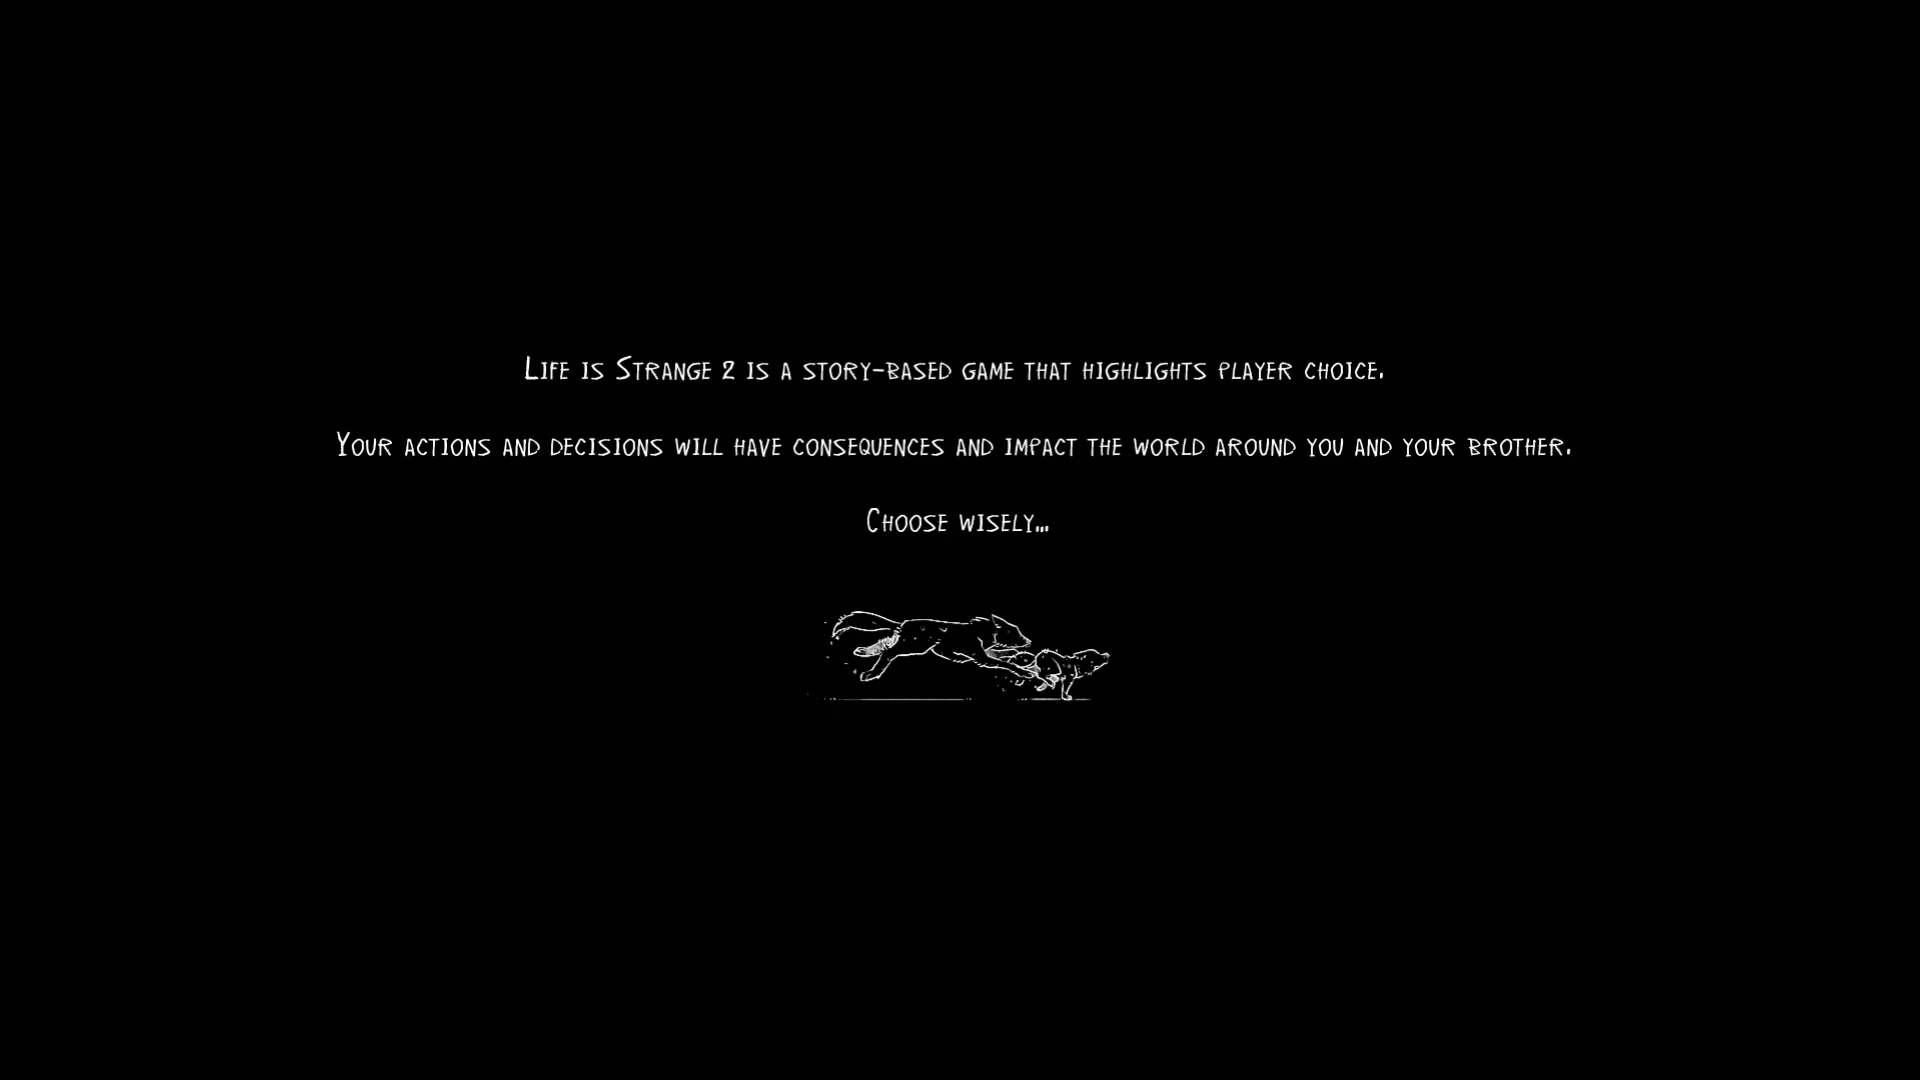 Life is Strange 2 is a story-based game that highlights player choice.
Your actions and decisions will have consequences and impact the world around you and your brother.
Choose wisely...